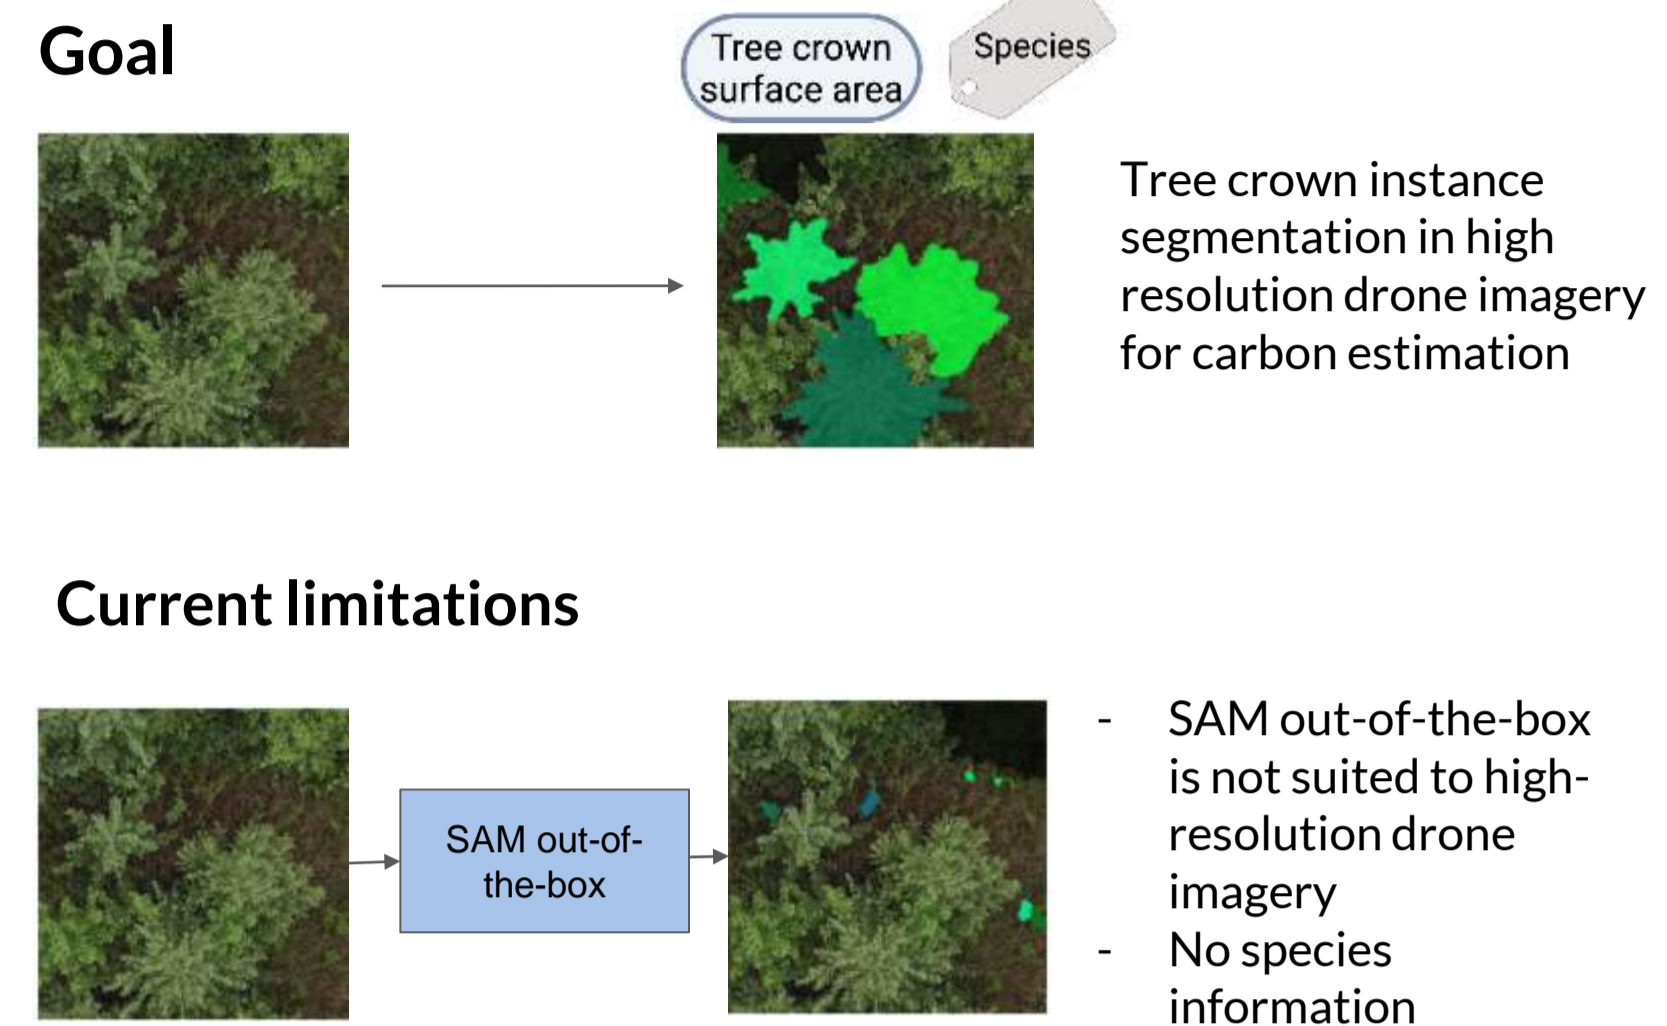 Goal
Tree crown
surface area
Species
Tree crown instance
segmentation in high
resolution drone imagery
for carbon estimation
Current limitations
SAM out-of-
the-box
- SAM out-of-the-box
is not suited to high-
resolution drone
imagery
- No species
information